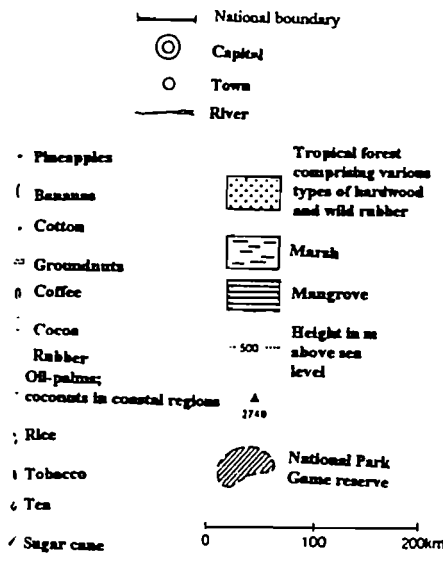 National boundary
Capital
Town
River
Pineapples
Bananas
Cotton
Groundnuts
Coffee
Cocoa
Rubber
Oil-palms;
coconuts in coastal regions
Rice
Tobacco
Tea
Sugar cane
Tropical forest
comprising various
types of hardwood
and wild rubber
Marsh
Mangrove
500
Height in m
above sea
level
2740
National Park
Game reserve
0 100 200km